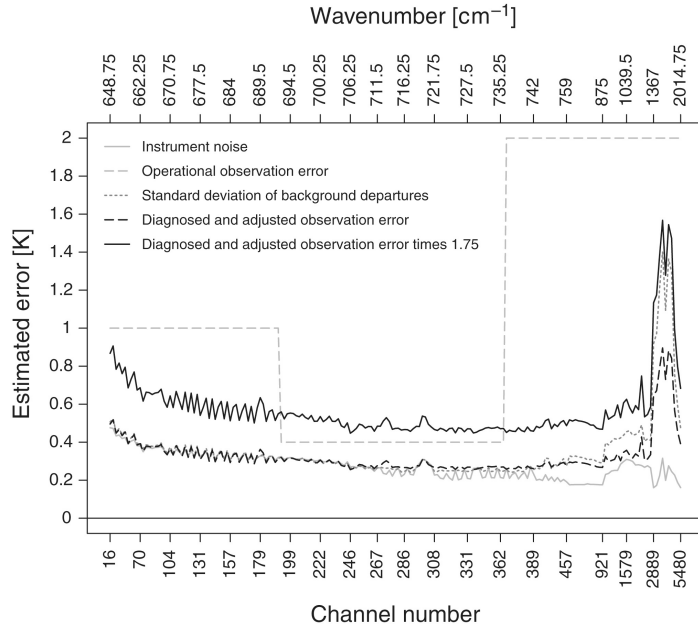 Wavenumber [cm⁻¹]
648.75 662.25 670.75 677.5 684 689.5 694.5 700.25 706.25 711.5 716.25 721.75 727.5 735.25 742 759 875 1039.5 1367 2014.75
Estimated error [K]
2
1.8
1.6
1.4
1.2
1
0.8
0.6
0.4
0.2
0
Instrument noise
Operational observation error
Standard deviation of background departures
Diagnosed and adjusted observation error
Diagnosed and adjusted observation error times 1.75
16 70 104 131 157 179 199 222 246 267 286 308 331 362 389 457 921 1579 2889 5480
Channel number